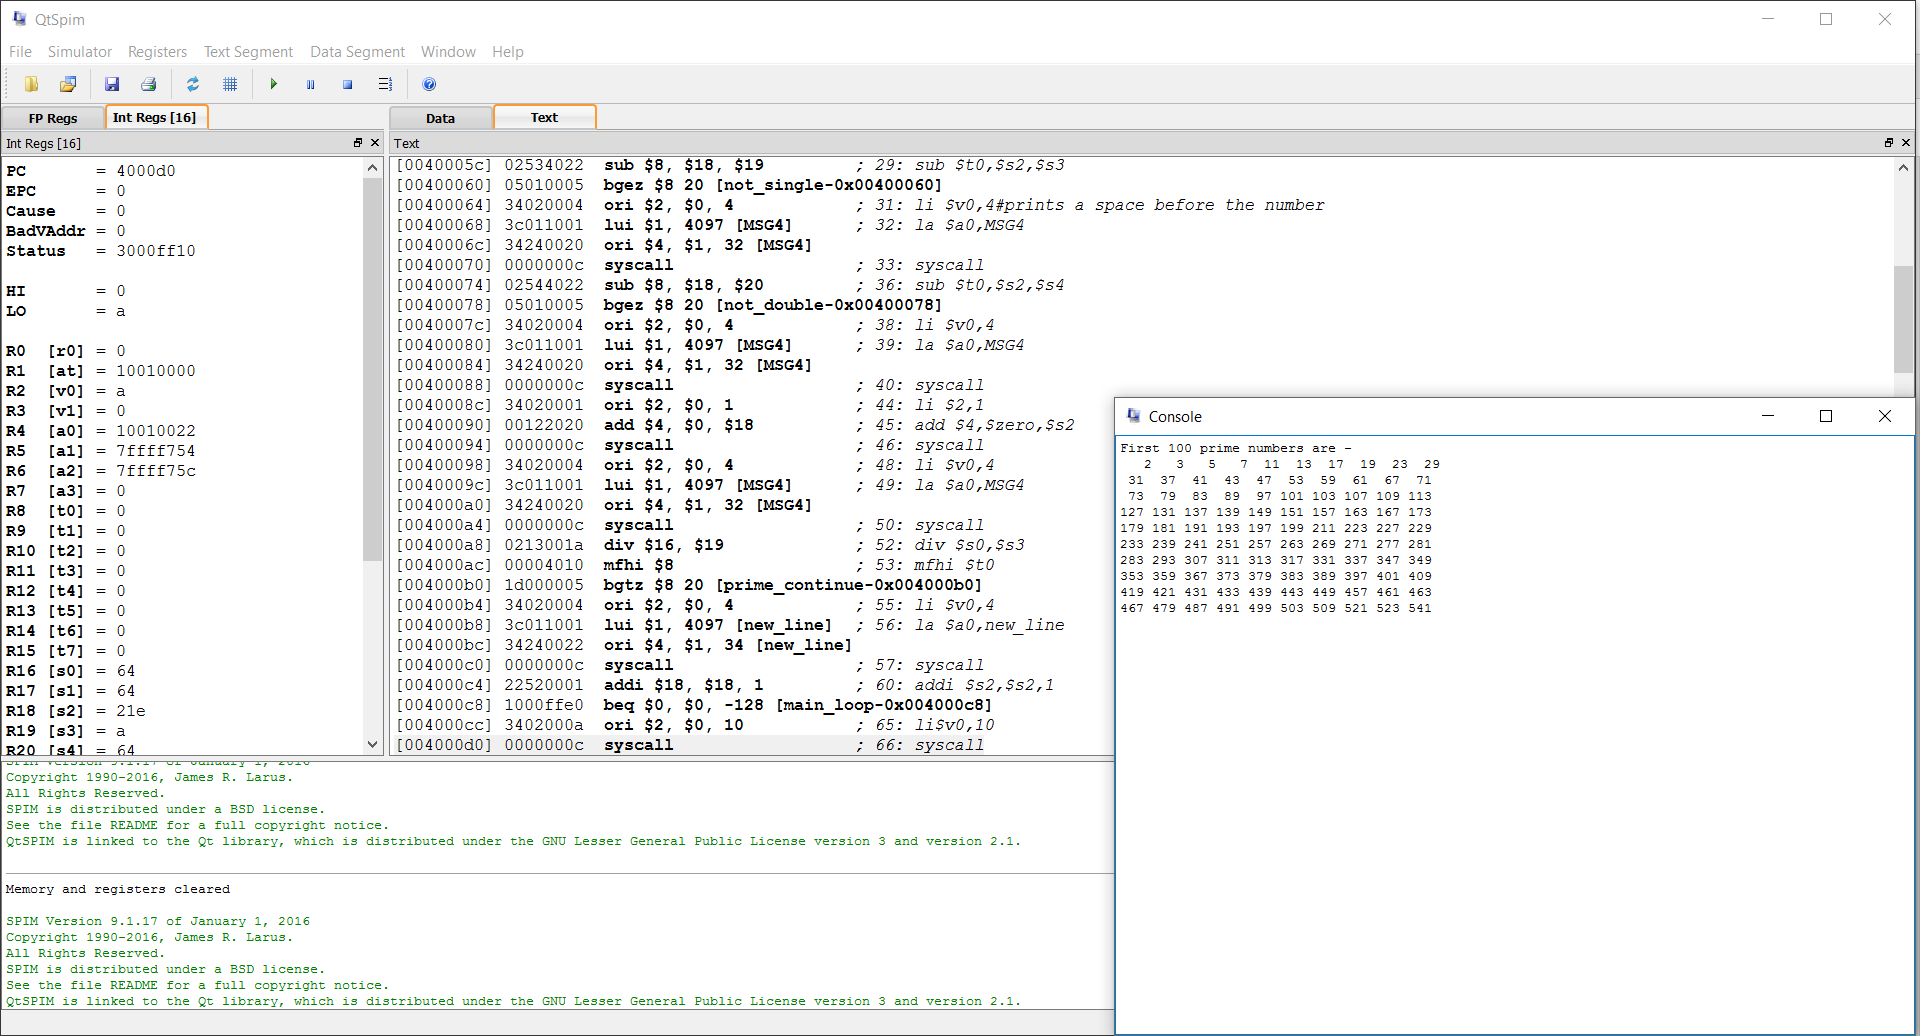 QtSpim
File Simulator Registers Text Segment Data Segment Window Help
FP Regs Int Regs [16] Data Text
Int Regs [16]
PC = 4000d0
EPC = 0
Cause = 0
BadVAddr = 0
Status = 3000ff10
HI = 0
LO = a
R0 [r0] = 0
R1 [at] = 10010000
R2 [v0] = a
R3 [v1] = 0
R4 [a0] = 10010022
R5 [a1] = 7ffff754
R6 [a2] = 7ffff75c
R7 [a3] = 0
R8 [t0] = 0
R9 [t1] = 0
R10 [t2] = 0
R11 [t3] = 0
R12 [t4] = 0
R13 [t5] = 0
R14 [t6] = 0
R15 [t7] = 0
R16 [s0] = 64
R17 [s1] = 64
R18 [s2] = 21e
R19 [s3] = a
R20 [s4] = 64
Text
[0040005c] 02534022 sub $8, $18, $19 ; 29: sub $t0,$s2,$s3
[00400060] 05010005 bgez $8 20 [not_single-0x00400060]
[00400064] 34020004 ori $2, $0, 4 ; 31: li $v0,4#prints a space before the number
[00400068] 3c011001 lui $1, 4097 [MSG4] ; 32: la $a0,MSG4
[0040006c] 34240020 ori $4, $1, 32 [MSG4]
[00400070] 0000000c syscall ; 33: syscall
[00400074] 02544022 sub $8, $18, $20 ; 36: sub $t0,$s2,$s4
[00400078] 05010005 bgez $8 20 [not_double-0x00400078]
[0040007c] 34020004 ori $2, $0, 4 ; 38: li $v0,4
[00400080] 3c011001 lui $1, 4097 [MSG4] ; 39: la $a0,MSG4
[00400084] 34240020 ori $4, $1, 32 [MSG4]
[00400088] 0000000c syscall ; 40: syscall
[0040008c] 34020001 ori $2, $0, 1 ; 44: li $2,1
[00400090] 00122020 add $4, $0, $18 ; 45: add $4,$zero,$s2
[00400094] 0000000c syscall ; 46: syscall
[00400098] 34020004 ori $2, $0, 4 ; 48: li $v0,4
[0040009c] 3c011001 lui $1, 4097 [MSG4] ; 49: la $a0,MSG4
[004000a0] 34240020 ori $4, $1, 32 [MSG4]
[004000a4] 0000000c syscall ; 50: syscall
[004000a8] 0213001a div $16, $19 ; 52: div $s0,$s3
[004000ac] 00004010 mfhi $8 ; 53: mfhi $t0
[004000b0] 1d000005 bgtz $8 20 [prime_continue-0x004000b0]
[004000b4] 34020004 ori $2, $0, 4 ; 55: li $v0,4
[004000b8] 3c011001 lui $1, 4097 [new_line] ; 56: la $a0,new_line
[004000bc] 34240022 ori $4, $1, 34 [new_line]
[004000c0] 0000000c syscall ; 57: syscall
[004000c4] 22520001 addi $18, $18, 1 ; 60: addi $s2,$s2,1
[004000c8] 1000ffe0 beq $0, $0, -128 [main_loop-0x004000c8]
[004000cc] 3402000a ori $2, $0, 10 ; 65: li$v0,10
[004000d0] 0000000c syscall ; 66: syscall
SPIM Version 9.1.17 of January 1, 2016
Copyright 1990-2016, James R. Larus.
All Rights Reserved.
SPIM is distributed under a BSD license.
See the file README for a full copyright notice.
QtSPIM is linked to the Qt library, which is distributed under the GNU Lesser General Public License version 3 and version 2.1.
Memory and registers cleared
SPIM Version 9.1.17 of January 1, 2016
Copyright 1990-2016, James R. Larus.
All Rights Reserved.
SPIM is distributed under a BSD license.
See the file README for a full copyright notice.
QtSPIM is linked to the Qt library, which is distributed under the GNU Lesser General Public License version 3 and version 2.1.
Console
First 100 prime numbers are -
2 3 5 7 11 13 17 19 23 29
31 37 41 43 47 53 59 61 67 71
73 79 83 89 97 101 103 107 109 113
127 131 137 139 149 151 157 163 167 173
179 181 191 193 197 199 211 223 227 229
233 239 241 251 257 263 269 271 277 281
283 293 307 311 313 317 331 337 347 349
353 359 367 373 379 383 389 397 401 409
419 421 431 433 439 443 449 457 461 463
467 479 487 491 499 503 509 521 523 541